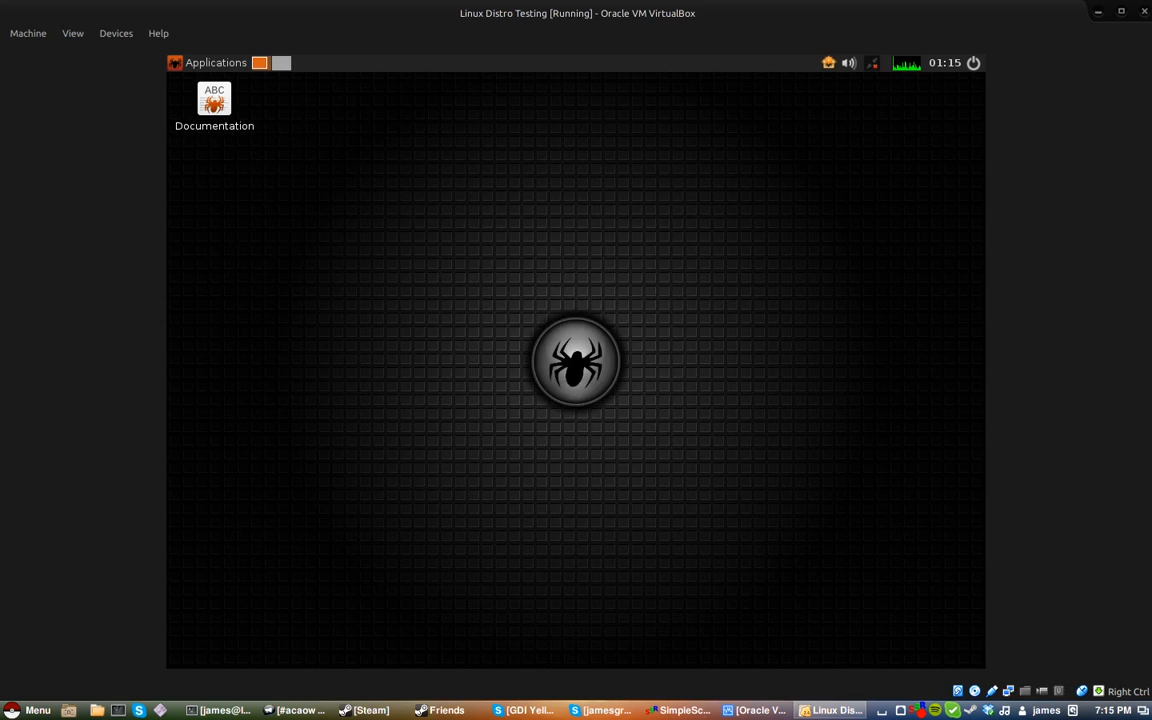 Linux Distro Testing [Running] - Oracle VM VirtualBox
Machine View Devices Help
Applications 01:15
ABC
Documentation
Right Ctrl
Menu [james@l... [#acaow ... [Steam] Friends [GDI Yell... [jamesgr... SimpleSc... [Oracle V... Linux Dis... james 7:15 PM